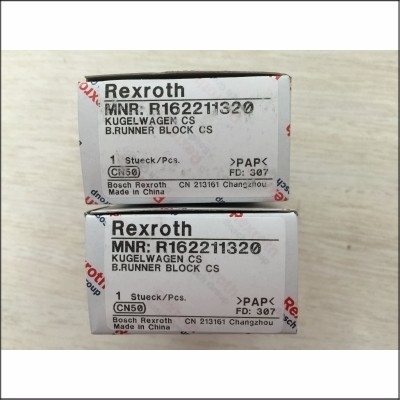 Rexroth
MNR: R162211320
KUGELWAGEN CS
B.RUNNER BLOCK CS
1 Stueck/Pcs. >PAP<
CN50 FD: 307
Bosch Rexroth CN 213161 Changzhou
Made in China
Rexroth
MNR: R162211320
KUGELWAGEN CS
B.RUNNER BLOCK CS
1 Stueck/Pcs. >PAP<
CN50 FD: 307
Bosch Rexroth CN 213161 Changzhou
Made in China